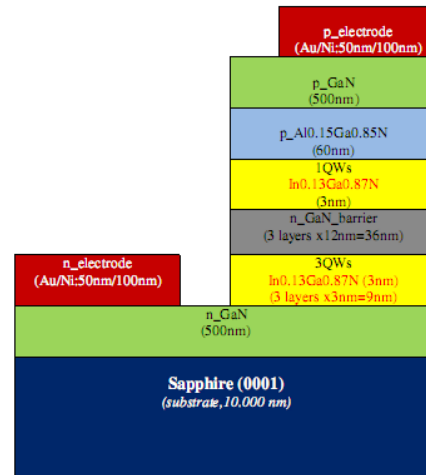 p_electrode
(Au/Ni:50nm/100nm)
p_GaN
(500nm)
p_Al0.15Ga0.85N
(60nm)
1QWs
In0.13Ga0.87N
(3nm)
n_GaN_barrier
(3 layers x12nm=36nm)
n_electrode
(Au/Ni:50nm/100nm)
3QWs
In0.13Ga0.87N (3nm)
(3 layers x3nm=9nm)
n_GaN
(500nm)
Sapphire (0001)
(substrate,10,000 nm)